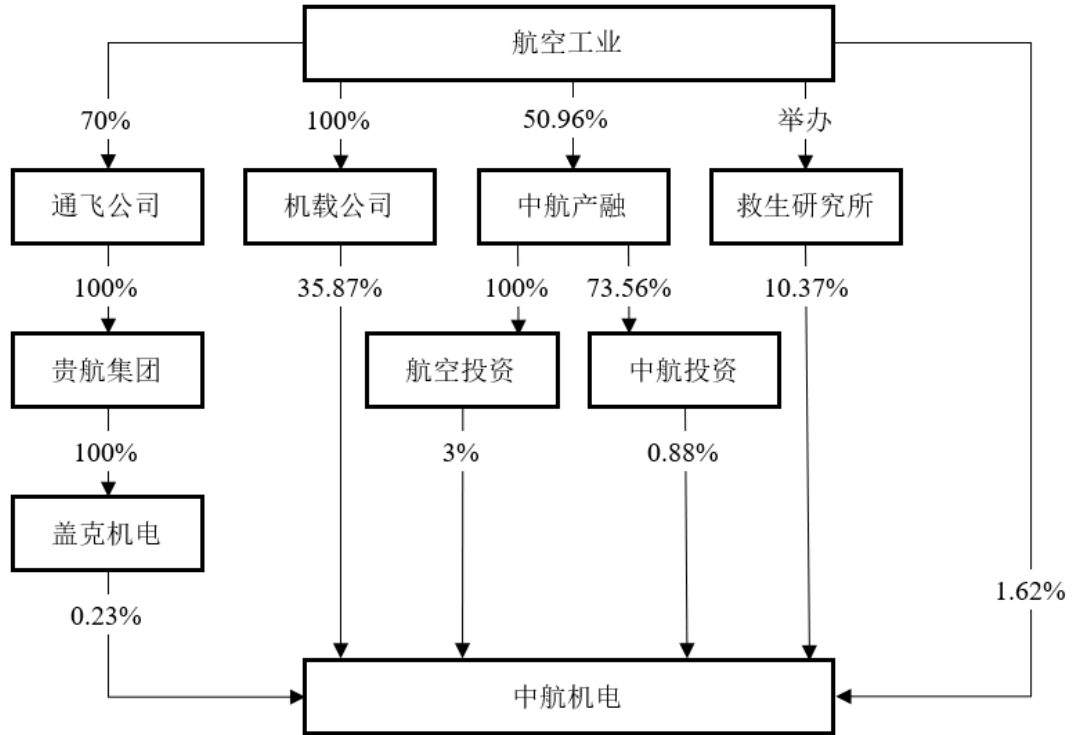 航空工业
70%
100%
50.96%
举办
通飞公司
机载公司
中航产融
救生研究所
100%
35.87%
100%
73.56%
10.37%
贵航集团
航空投资
中航投资
100%
3%
0.88%
盖克机电
0.23%
1.62%
中航机电